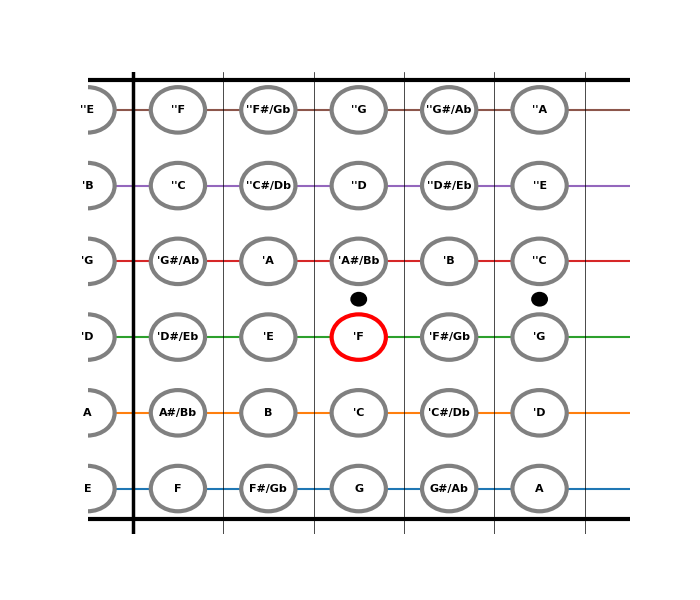 ''E ''F ''F#/Gb ''G ''G#/Ab ''A
'B ''C ''C#/Db ''D ''D#/Eb ''E
'G 'G#/Ab 'A 'A#/Bb 'B ''C
'D 'D#/Eb 'E 'F 'F#/Gb 'G
A A#/Bb B 'C 'C#/Db 'D
E F F#/Gb G G#/Ab A